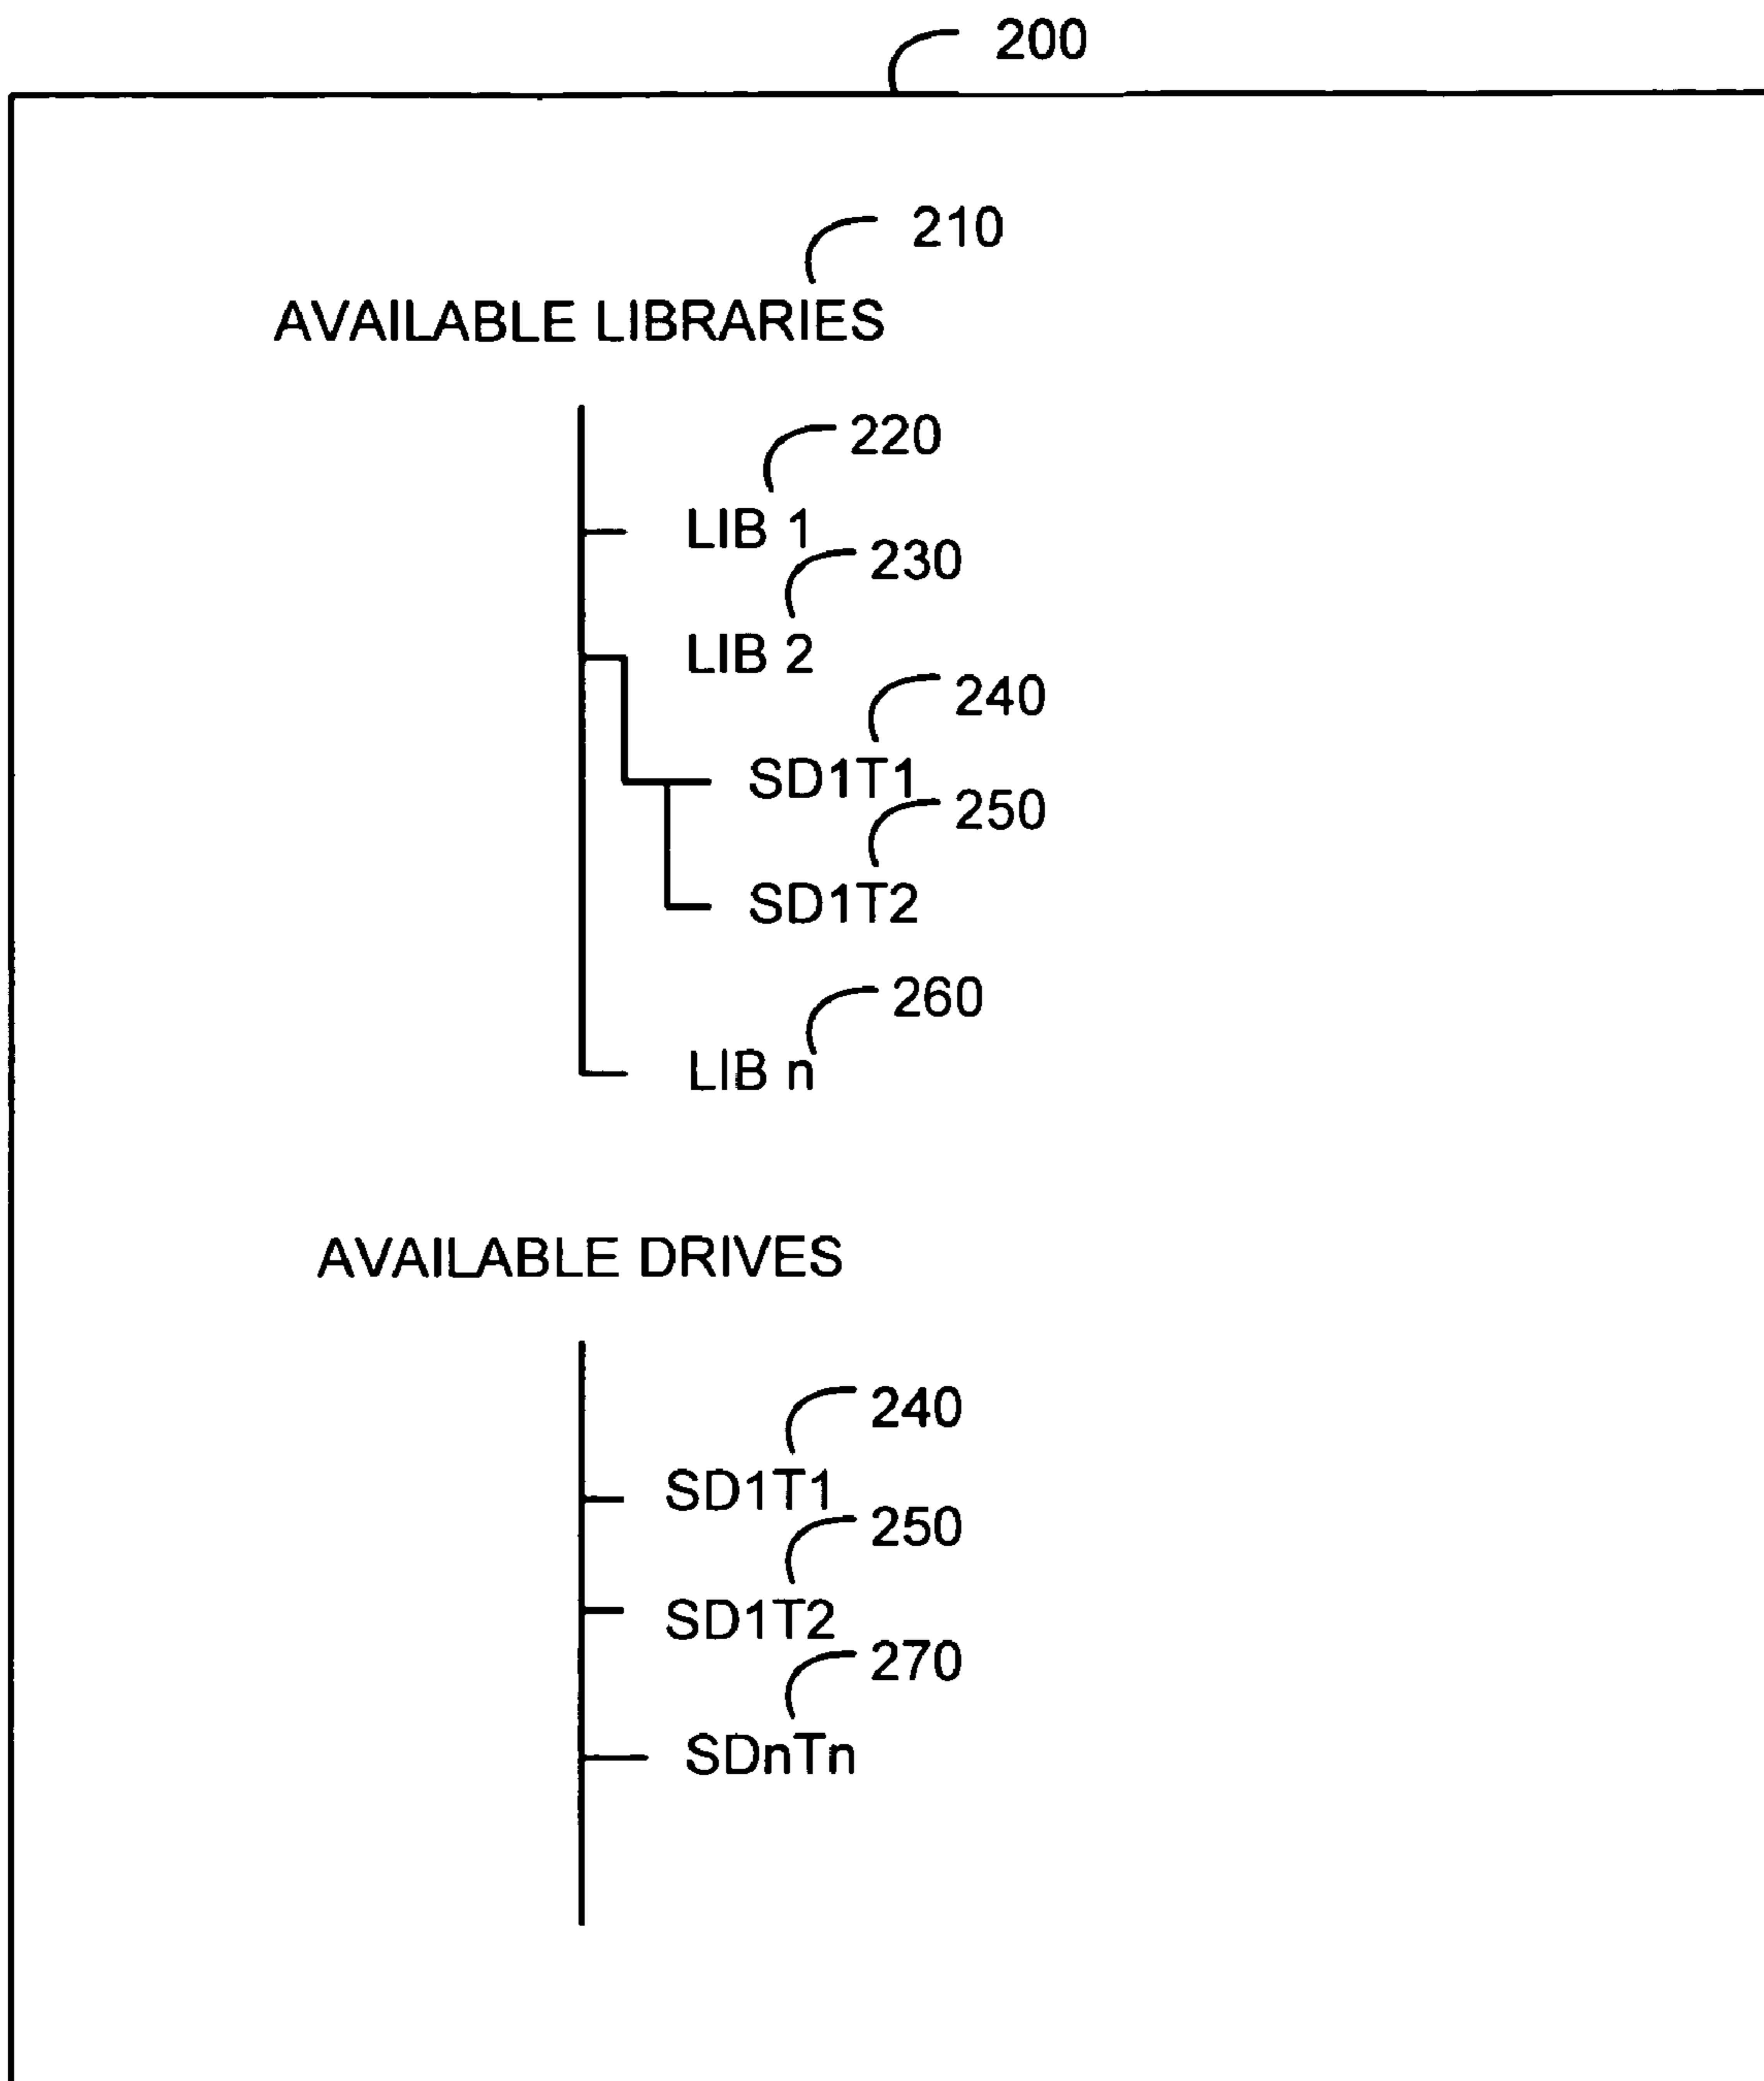 200
210
AVAILABLE LIBRARIES
220
LIB 1
230
LIB 2
240
SD1T1
250
SD1T2
260
LIB n
AVAILABLE DRIVES
240
SD1T1
250
SD1T2
270
SDnTn